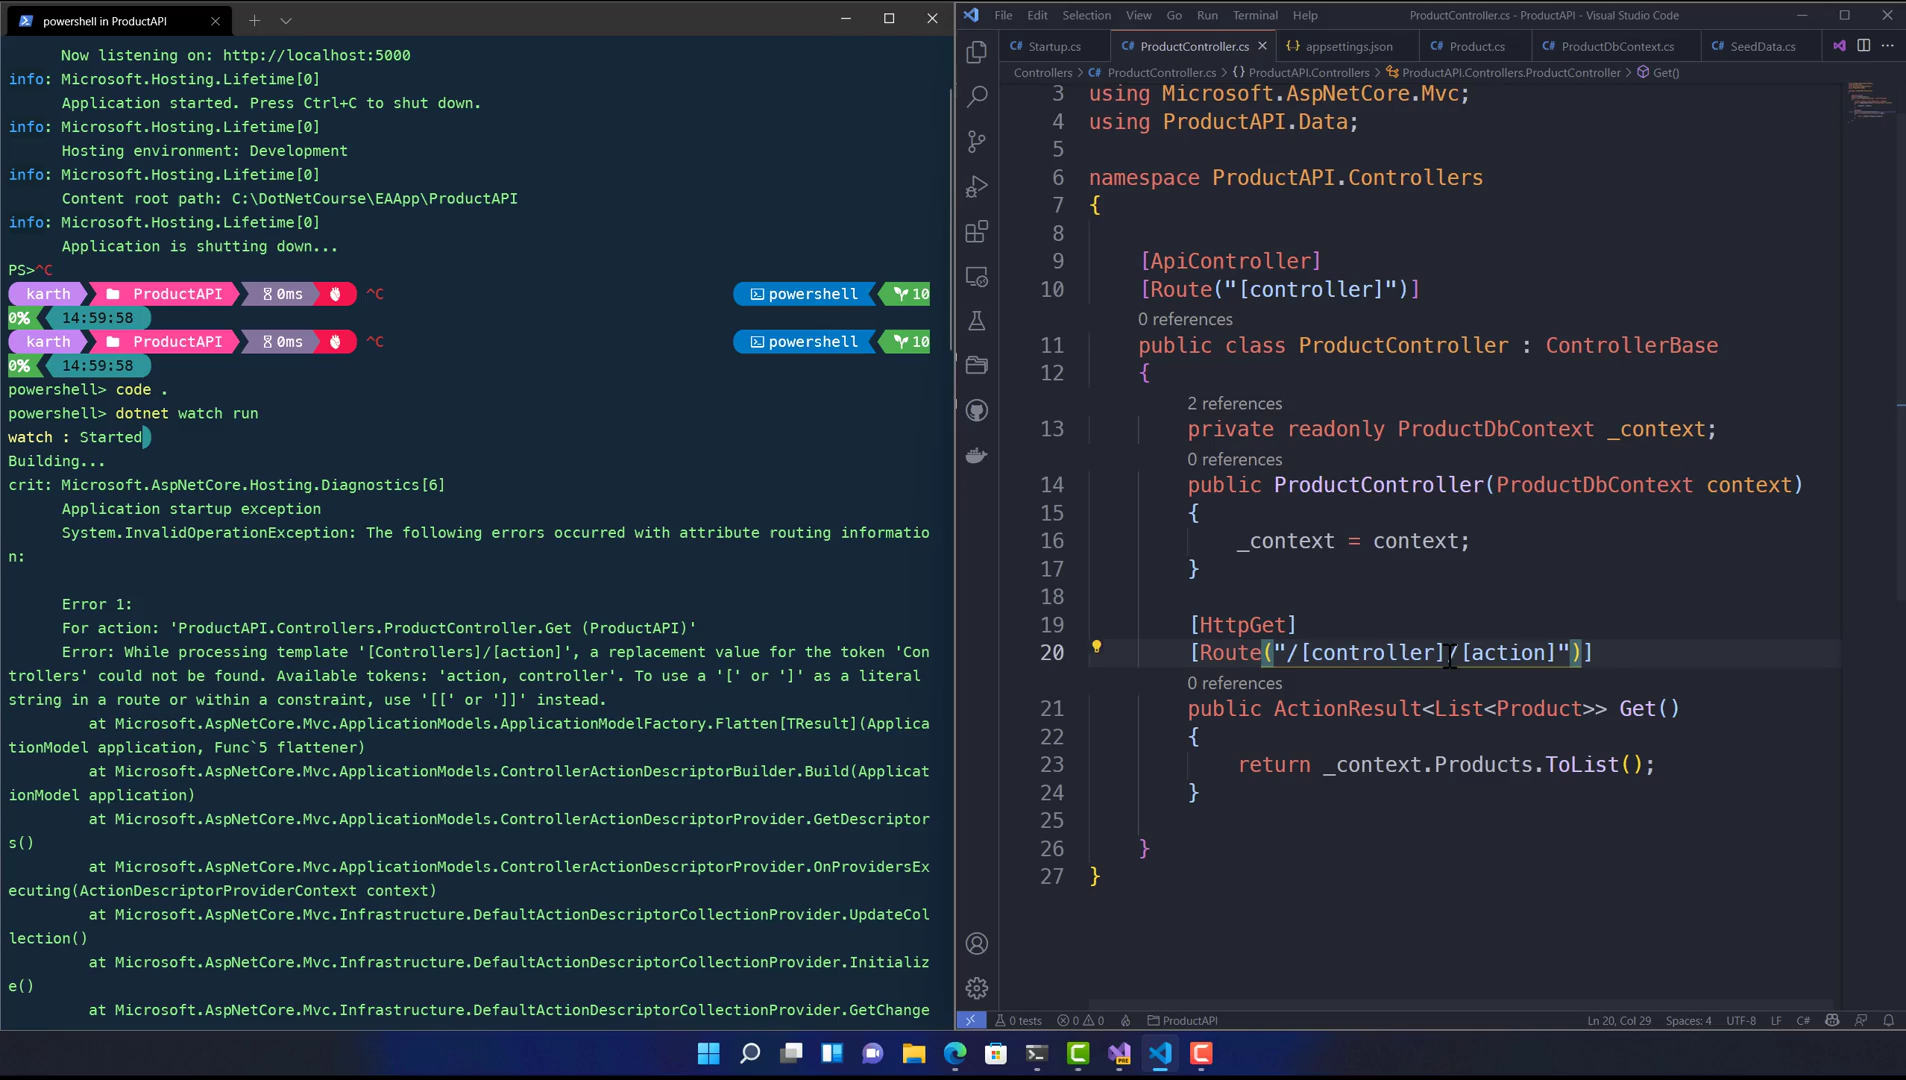 powershell in ProductAPI
Now listening on: http://localhost:5000
info: Microsoft.Hosting.Lifetime[0]
Application started. Press Ctrl+C to shut down.
info: Microsoft.Hosting.Lifetime[0]
Hosting environment: Development
info: Microsoft.Hosting.Lifetime[0]
Content root path: C:\DotNetCourse\EAApp\ProductAPI
info: Microsoft.Hosting.Lifetime[0]
Application is shutting down...
PS>^C
karth ProductAPI 0ms ^C powershell 10
0% 14:59:58
karth ProductAPI 0ms ^C powershell 10
0% 14:59:58
powershell> code .
powershell> dotnet watch run
watch : Started
Building...
crit: Microsoft.AspNetCore.Hosting.Diagnostics[6]
Application startup exception
System.InvalidOperationException: The following errors occurred with attribute routing informatio
n:
Error 1:
For action: 'ProductAPI.Controllers.ProductController.Get (ProductAPI)'
Error: While processing template '[Controllers]/[action]', a replacement value for the token 'Con
trollers' could not be found. Available tokens: 'action, controller'. To use a '[' or ']' as a literal
string in a route or within a constraint, use '[[' or ']]' instead.
at Microsoft.AspNetCore.Mvc.ApplicationModels.ApplicationModelFactory.Flatten[TResult](Applica
tionModel application, Func`5 flattener)
at Microsoft.AspNetCore.Mvc.ApplicationModels.ControllerActionDescriptorBuilder.Build(Applicat
ionModel application)
at Microsoft.AspNetCore.Mvc.ApplicationModels.ControllerActionDescriptorProvider.GetDescriptor
s()
at Microsoft.AspNetCore.Mvc.ApplicationModels.ControllerActionDescriptorProvider.OnProvidersEx
ecuting(ActionDescriptorProviderContext context)
at Microsoft.AspNetCore.Mvc.Infrastructure.DefaultActionDescriptorCollectionProvider.UpdateCol
lection()
at Microsoft.AspNetCore.Mvc.Infrastructure.DefaultActionDescriptorCollectionProvider.Initializ
e()
at Microsoft.AspNetCore.Mvc.Infrastructure.DefaultActionDescriptorCollectionProvider.GetChange
File Edit Selection View Go Run Terminal Help ProductController.cs - ProductAPI - Visual Studio Code
Startup.cs ProductController.cs appsettings.json Product.cs ProductDbContext.cs SeedData.cs
Controllers > ProductController.cs > ProductAPI.Controllers > ProductAPI.Controllers.ProductController > Get()
3 using Microsoft.AspNetCore.Mvc;
4 using ProductAPI.Data;
5
6 namespace ProductAPI.Controllers
7 {
8
9 [ApiController]
10 [Route("[controller]")]
0 references
11 public class ProductController : ControllerBase
12 {
2 references
13 private readonly ProductDbContext _context;
0 references
14 public ProductController(ProductDbContext context)
15 {
16 _context = context;
17 }
18
19 [HttpGet]
20 [Route("/[controller]/[action]")]
0 references
21 public ActionResult<List<Product>> Get()
22 {
23 return _context.Products.ToList();
24 }
25
26 }
27 }
0 tests 0 0 ProductAPI Ln 20, Col 29 Spaces: 4 UTF-8 LF C#